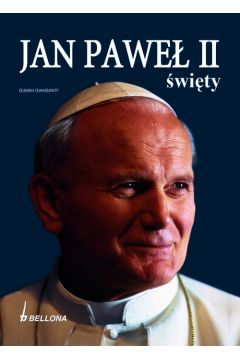 JAN PAWEŁ II
święty
GIANNI GIANSANTI
BELLONA